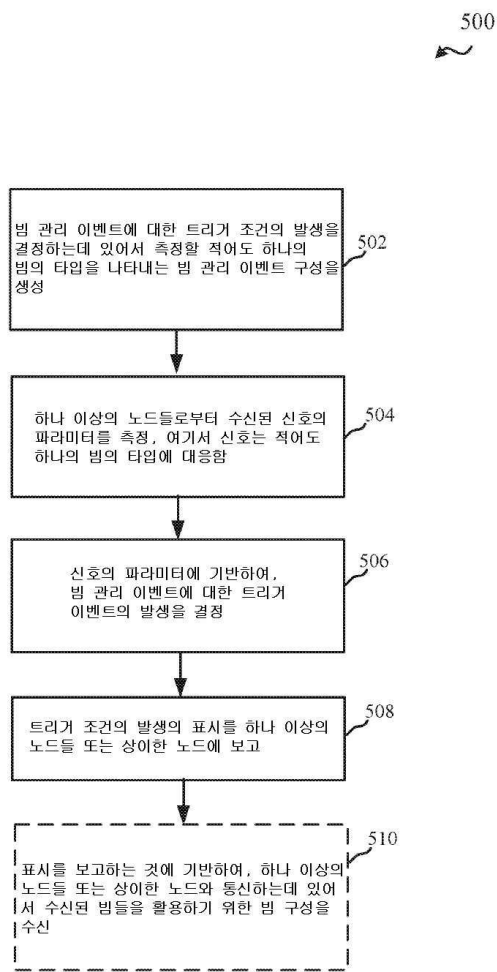 500
빔 관리 이벤트에 대한 트리거 조건의 발생을
결정하는데 있어서 측정할 적어도 하나의
빔의 타입을 나타내는 빔 관리 이벤트 구성을
생성
502
하나 이상의 노드들로부터 수신된 신호의
파라미터를 측정, 여기서 신호는 적어도
하나의 빔의 타입에 대응함
504
신호의 파라미터에 기반하여,
빔 관리 이벤트에 대한 트리거
이벤트의 발생을 결정
506
트리거 조건의 발생의 표시를 하나 이상의
노드들 또는 상이한 노드에 보고
508
표시를 보고하는 것에 기반하여, 하나 이상의
노드들 또는 상이한 노드와 통신하는데 있어
서 수신된 빔들을 활용하기 위한 빔 구성을
수신
510